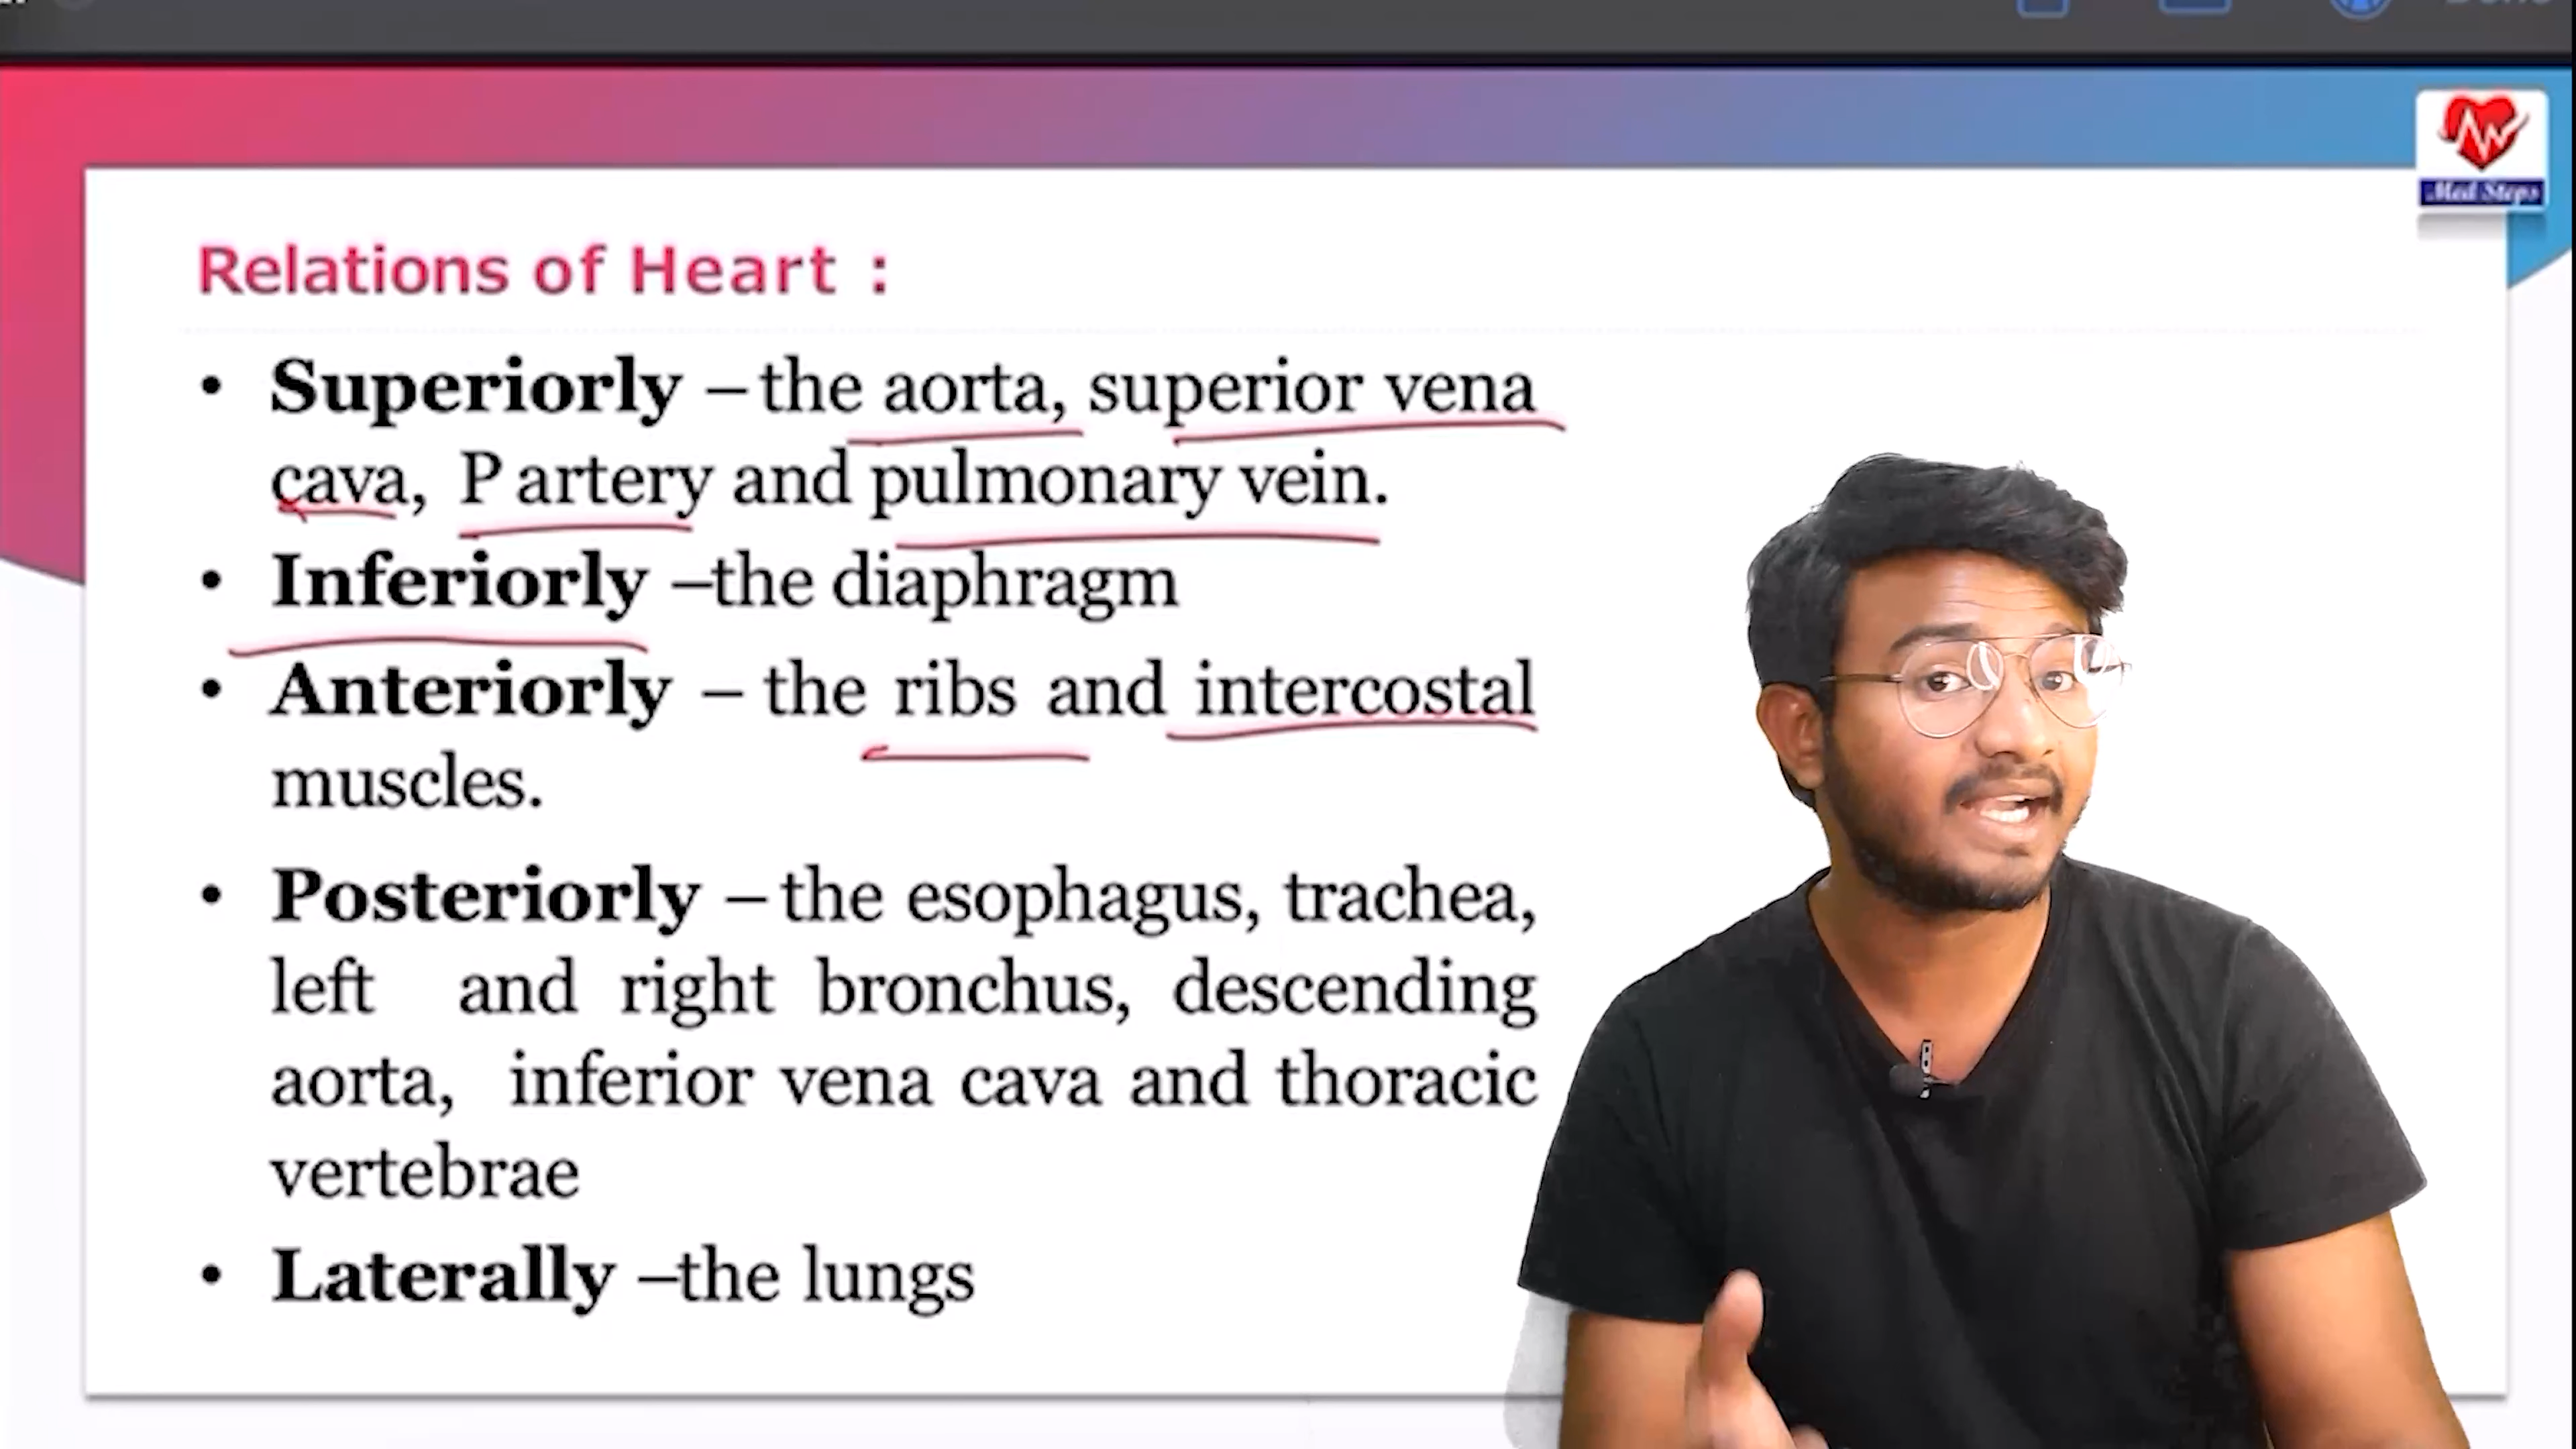 Med Steps
Relations of Heart :
• Superiorly – the aorta, superior vena
cava, P artery and pulmonary vein.
• Inferiorly –the diaphragm
• Anteriorly – the ribs and intercostal
muscles.
• Posteriorly – the esophagus, trachea,
left and right bronchus, descending
aorta, inferior vena cava and thoracic
vertebrae
• Laterally –the lungs